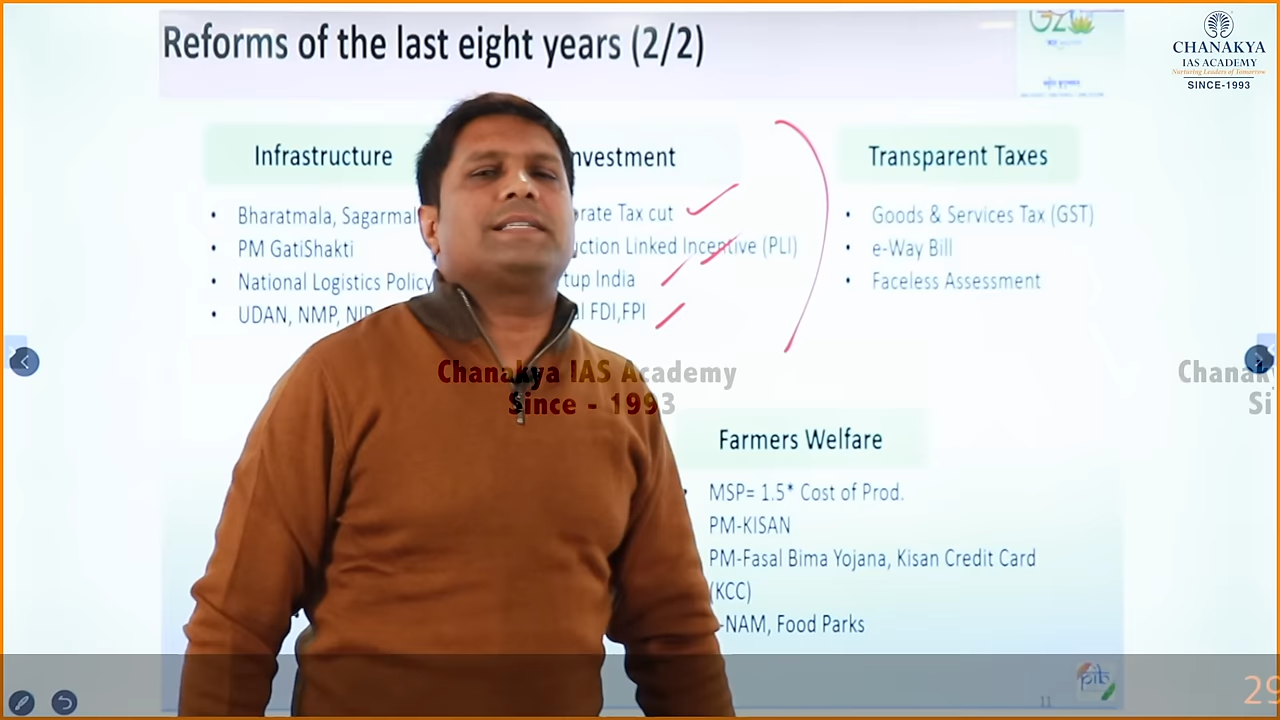 Reforms of the last eight years (2/2)
CHANAKYA
IAS ACADEMY
Nurturing Leaders of Tomorrow
SINCE-1993
Infrastructure
Bharatmala, Sagarmal
PM GatiShakti
National Logistics Policy
UDAN, NMP, NIP
nvestment
orate Tax cut
uction Linked Incentive (PLI)
tup India
l FDI,FPI
Transparent Taxes
Goods & Services Tax (GST)
e-Way Bill
Faceless Assessment
Chanakya IAS Academy
Since - 1993
Chanak
Si
Farmers Welfare
MSP= 1.5* Cost of Prod.
PM-KISAN
PM-Fasal Bima Yojana, Kisan Credit Card
(KCC)
-NAM, Food Parks
pib
11
29